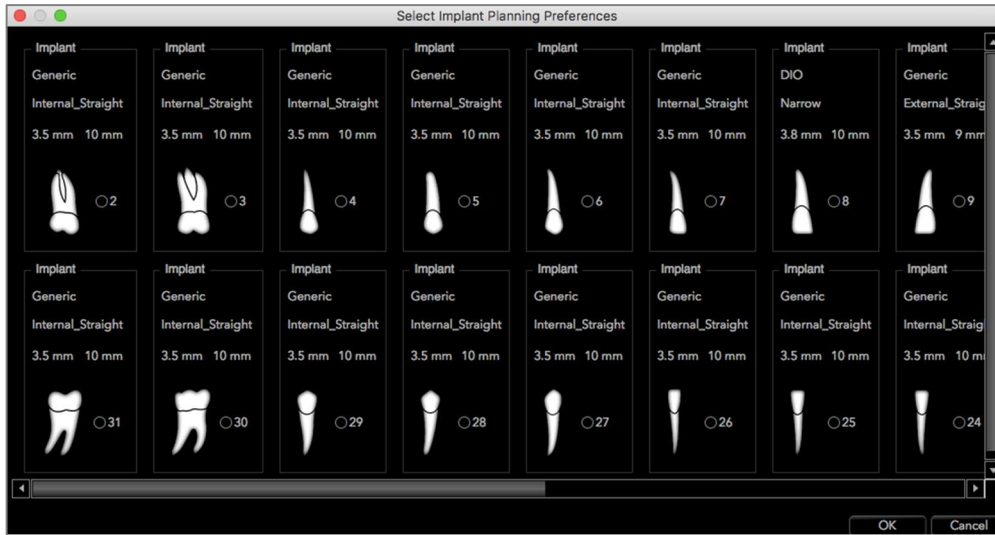 Select Implant Planning Preferences
Implant Implant Implant Implant Implant Implant Implant Implant
Generic Generic Generic Generic Generic Generic DIO Generic
Internal_Straight Internal_Straight Internal_Straight Internal_Straight Internal_Straight Internal_Straight Narrow External_Straig
3.5 mm 10 mm 3.5 mm 10 mm 3.5 mm 10 mm 3.5 mm 10 mm 3.5 mm 10 mm 3.5 mm 10 mm 3.8 mm 10 mm 3.5 mm 9 mm
2 3 4 5 6 7 8 9
Implant Implant Implant Implant Implant Implant Implant Implant
Generic Generic Generic Generic Generic Generic Generic Generic
Internal_Straight Internal_Straight Internal_Straight Internal_Straight Internal_Straight Internal_Straight Internal_Straight Internal_Straig
3.5 mm 10 mm 3.5 mm 10 mm 3.5 mm 10 mm 3.5 mm 10 mm 3.5 mm 10 mm 3.5 mm 10 mm 3.5 mm 10 mm 3.5 mm 10 m
31 30 29 28 27 26 25 24
OK Cancel